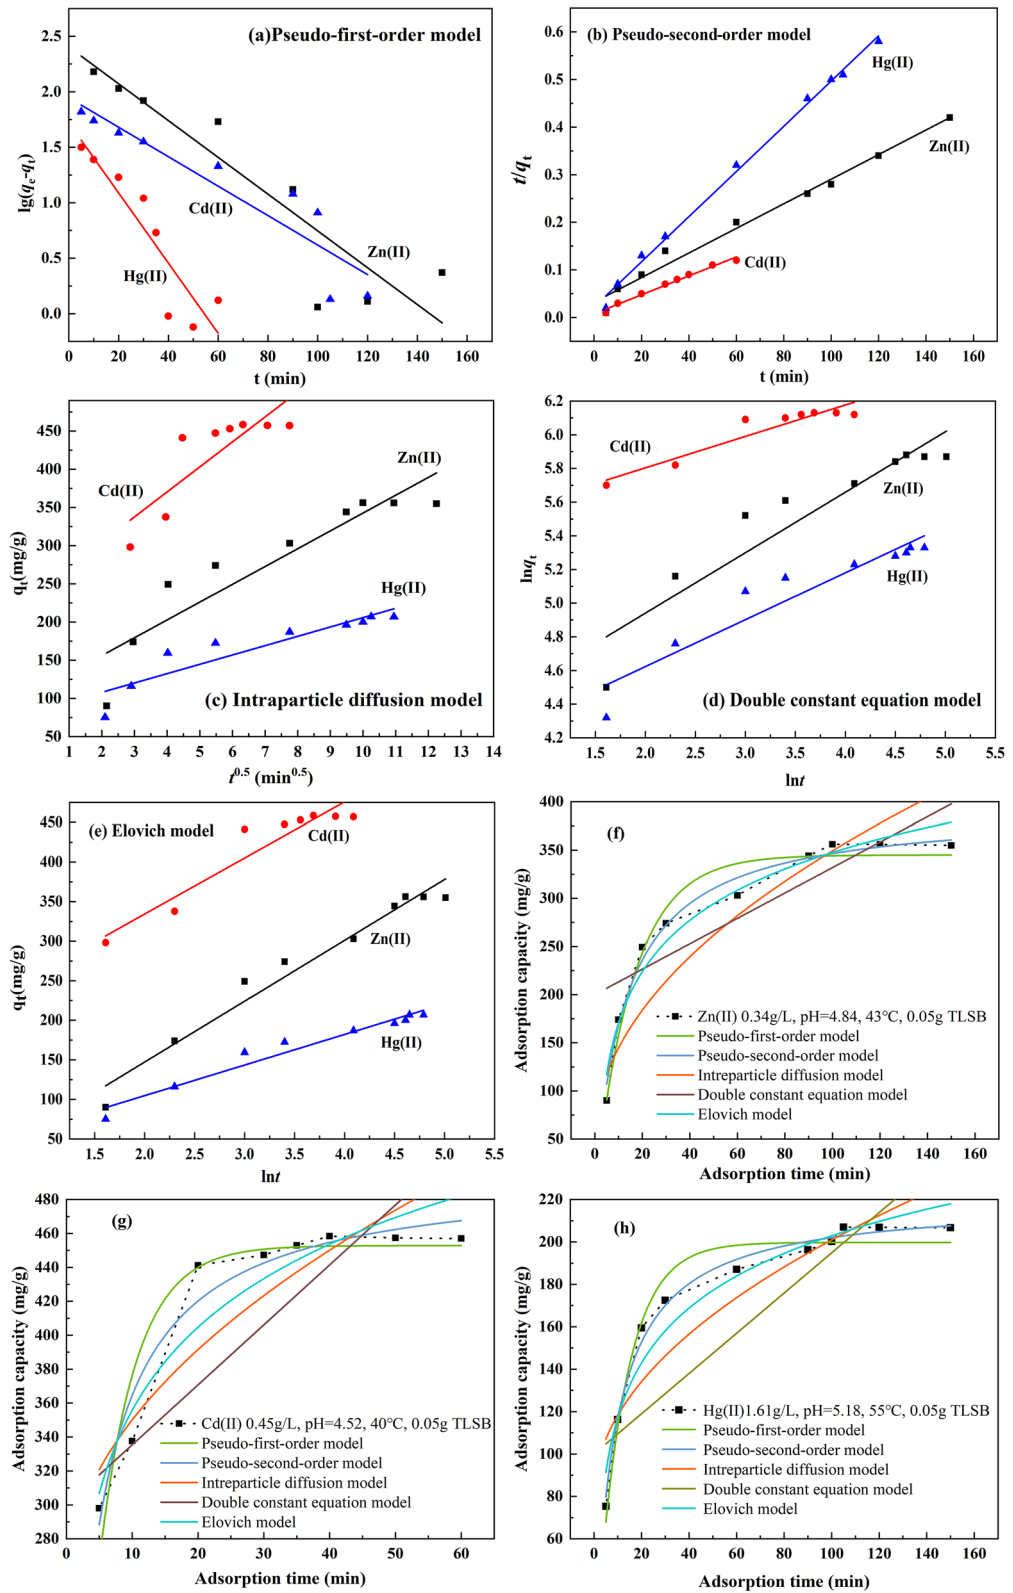 (a)Pseudo-first-order model
2.5
2.0
1.5
1.0
0.5
0.0
lg(qe-qt)
Cd(II)
Hg(II)
Zn(II)
0 20 40 60 80 100 120 140 160
t (min)
(b) Pseudo-second-order model
0.6
0.5
0.4
0.3
0.2
0.1
0.0
t/qt
Hg(II)
Zn(II)
Cd(II)
0 20 40 60 80 100 120 140 160
t (min)
450
400
350
300
250
200
150
100
50
qt(mg/g)
Zn(II)
Cd(II)
Hg(II)
(c) Intraparticle diffusion model
1 2 3 4 5 6 7 8 9 10 11 12 13 14
t0.5 (min0.5)
6.2
6.0
5.8
5.6
5.4
5.2
5.0
4.8
4.6
4.4
4.2
lnqt
Cd(II)
Zn(II)
Hg(II)
(d) Double constant equation model
1.5 2.0 2.5 3.0 3.5 4.0 4.5 5.0 5.5
lnt
(e) Elovich model
450
400
350
300
250
200
150
100
50
qt(mg/g)
Cd(II)
Zn(II)
Hg(II)
1.5 2.0 2.5 3.0 3.5 4.0 4.5 5.0 5.5
lnt
(f)
400
350
300
250
200
150
100
50
Adsorption capacity (mg/g)
Zn(II) 0.34g/L, pH=4.84, 43°C, 0.05g TLSB
Pseudo-first-order model
Pseudo-second-order model
Intreparticle diffusion model
Double constant equation model
Elovich model
0 20 40 60 80 100 120 140 160
Adsorption time (min)
(g)
480
460
440
420
400
380
360
340
320
300
280
Adsorption capacity (mg/g)
Cd(II) 0.45g/L, pH=4.52, 40°C, 0.05g TLSB
Pseudo-first-order model
Pseudo-second-order model
Intreparticle diffusion model
Double constant equation model
Elovich model
0 10 20 30 40 50 60
Adsorption time (min)
(h)
220
200
180
160
140
120
100
80
60
Adsorption capacity (mg/g)
Hg(II)1.61g/L, pH=5.18, 55°C, 0.05g TLSB
Pseudo-first-order model
Pseudo-second-order model
Intreparticle diffusion model
Double constant equation model
Elovich model
0 20 40 60 80 100 120 140 160
Adsorption time (min)